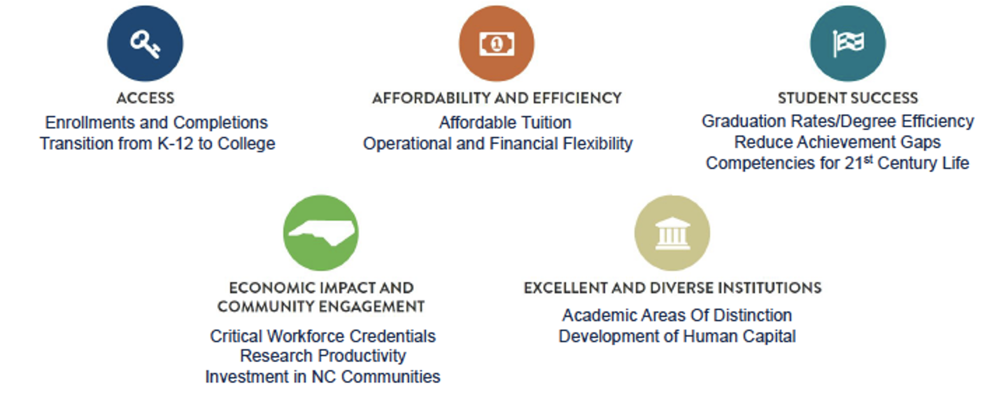 1
ACCESS
Enrollments and Completions
Transition from K-12 to College
AFFORDABILITY AND EFFICIENCY
Affordable Tuition
Operational and Financial Flexibility
STUDENT SUCCESS
Graduation Rates/Degree Efficiency
Reduce Achievement Gaps
Competencies for 21st Century Life
ECONOMIC IMPACT AND
COMMUNITY ENGAGEMENT
Critical Workforce Credentials
Research Productivity
Investment in NC Communities
EXCELLENT AND DIVERSE INSTITUTIONS
Academic Areas Of Distinction
Development of Human Capital